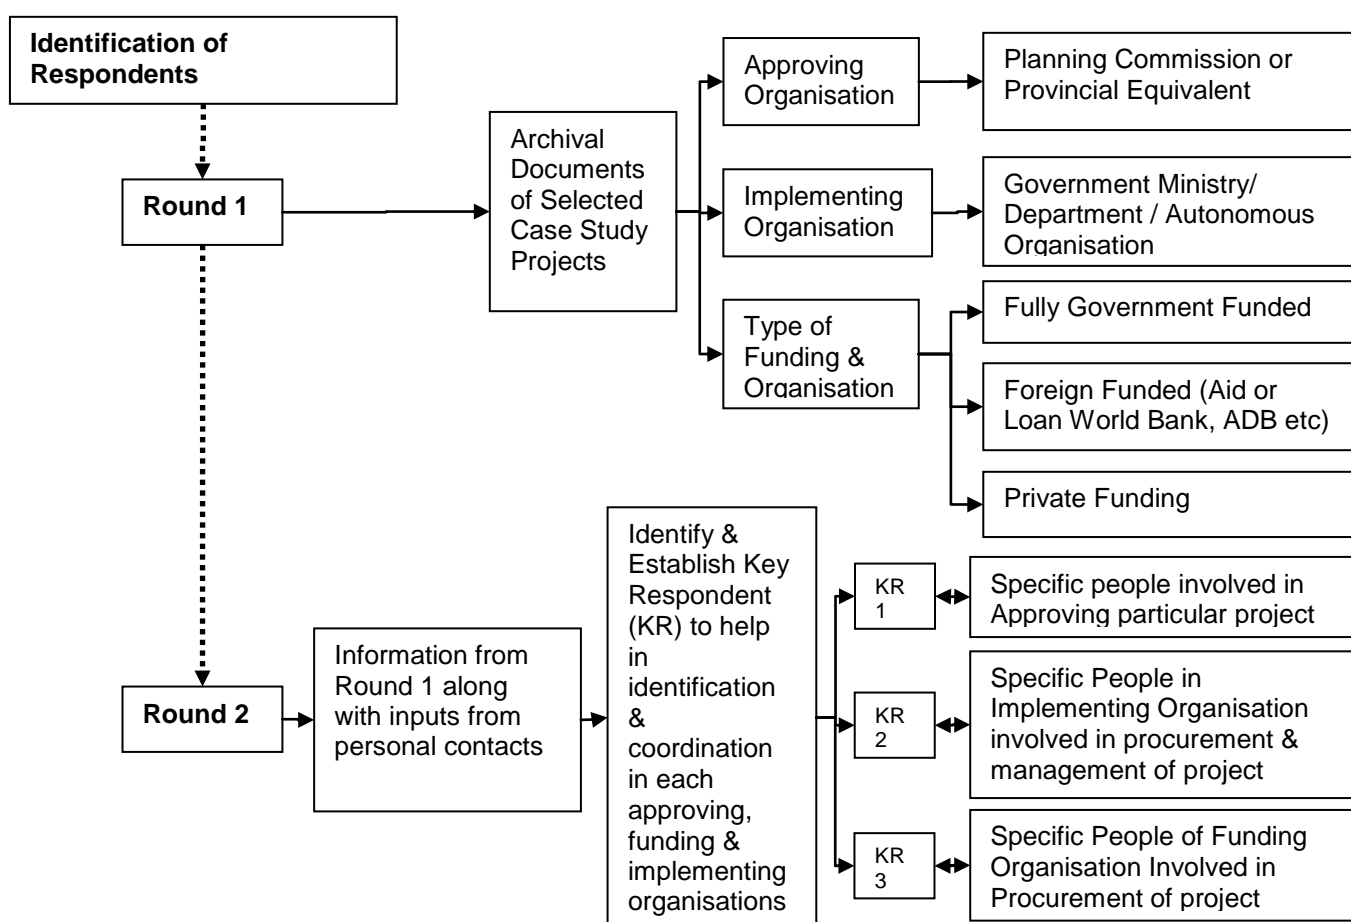 Identification of
Respondents
Round 1
Archival
Documents
of Selected
Case Study
Projects
Approving
Organisation
Planning Commission or
Provincial Equivalent
Implementing
Organisation
Government Ministry/
Department / Autonomous
Organisation
Type of
Funding &
Organisation
Fully Government Funded
Foreign Funded (Aid or
Loan World Bank, ADB etc)
Private Funding
Round 2
Information from
Round 1 along
with inputs from
personal contacts
Identify &
Establish Key
Respondent
(KR) to help
in
identification
&
coordination
in each
approving,
funding &
implementing
organisations
KR
1
Specific people involved in
Approving particular project
KR
2
Specific People in
Implementing Organisation
involved in procurement &
management of project
KR
3
Specific People of Funding
Organisation Involved in
Procurement of project